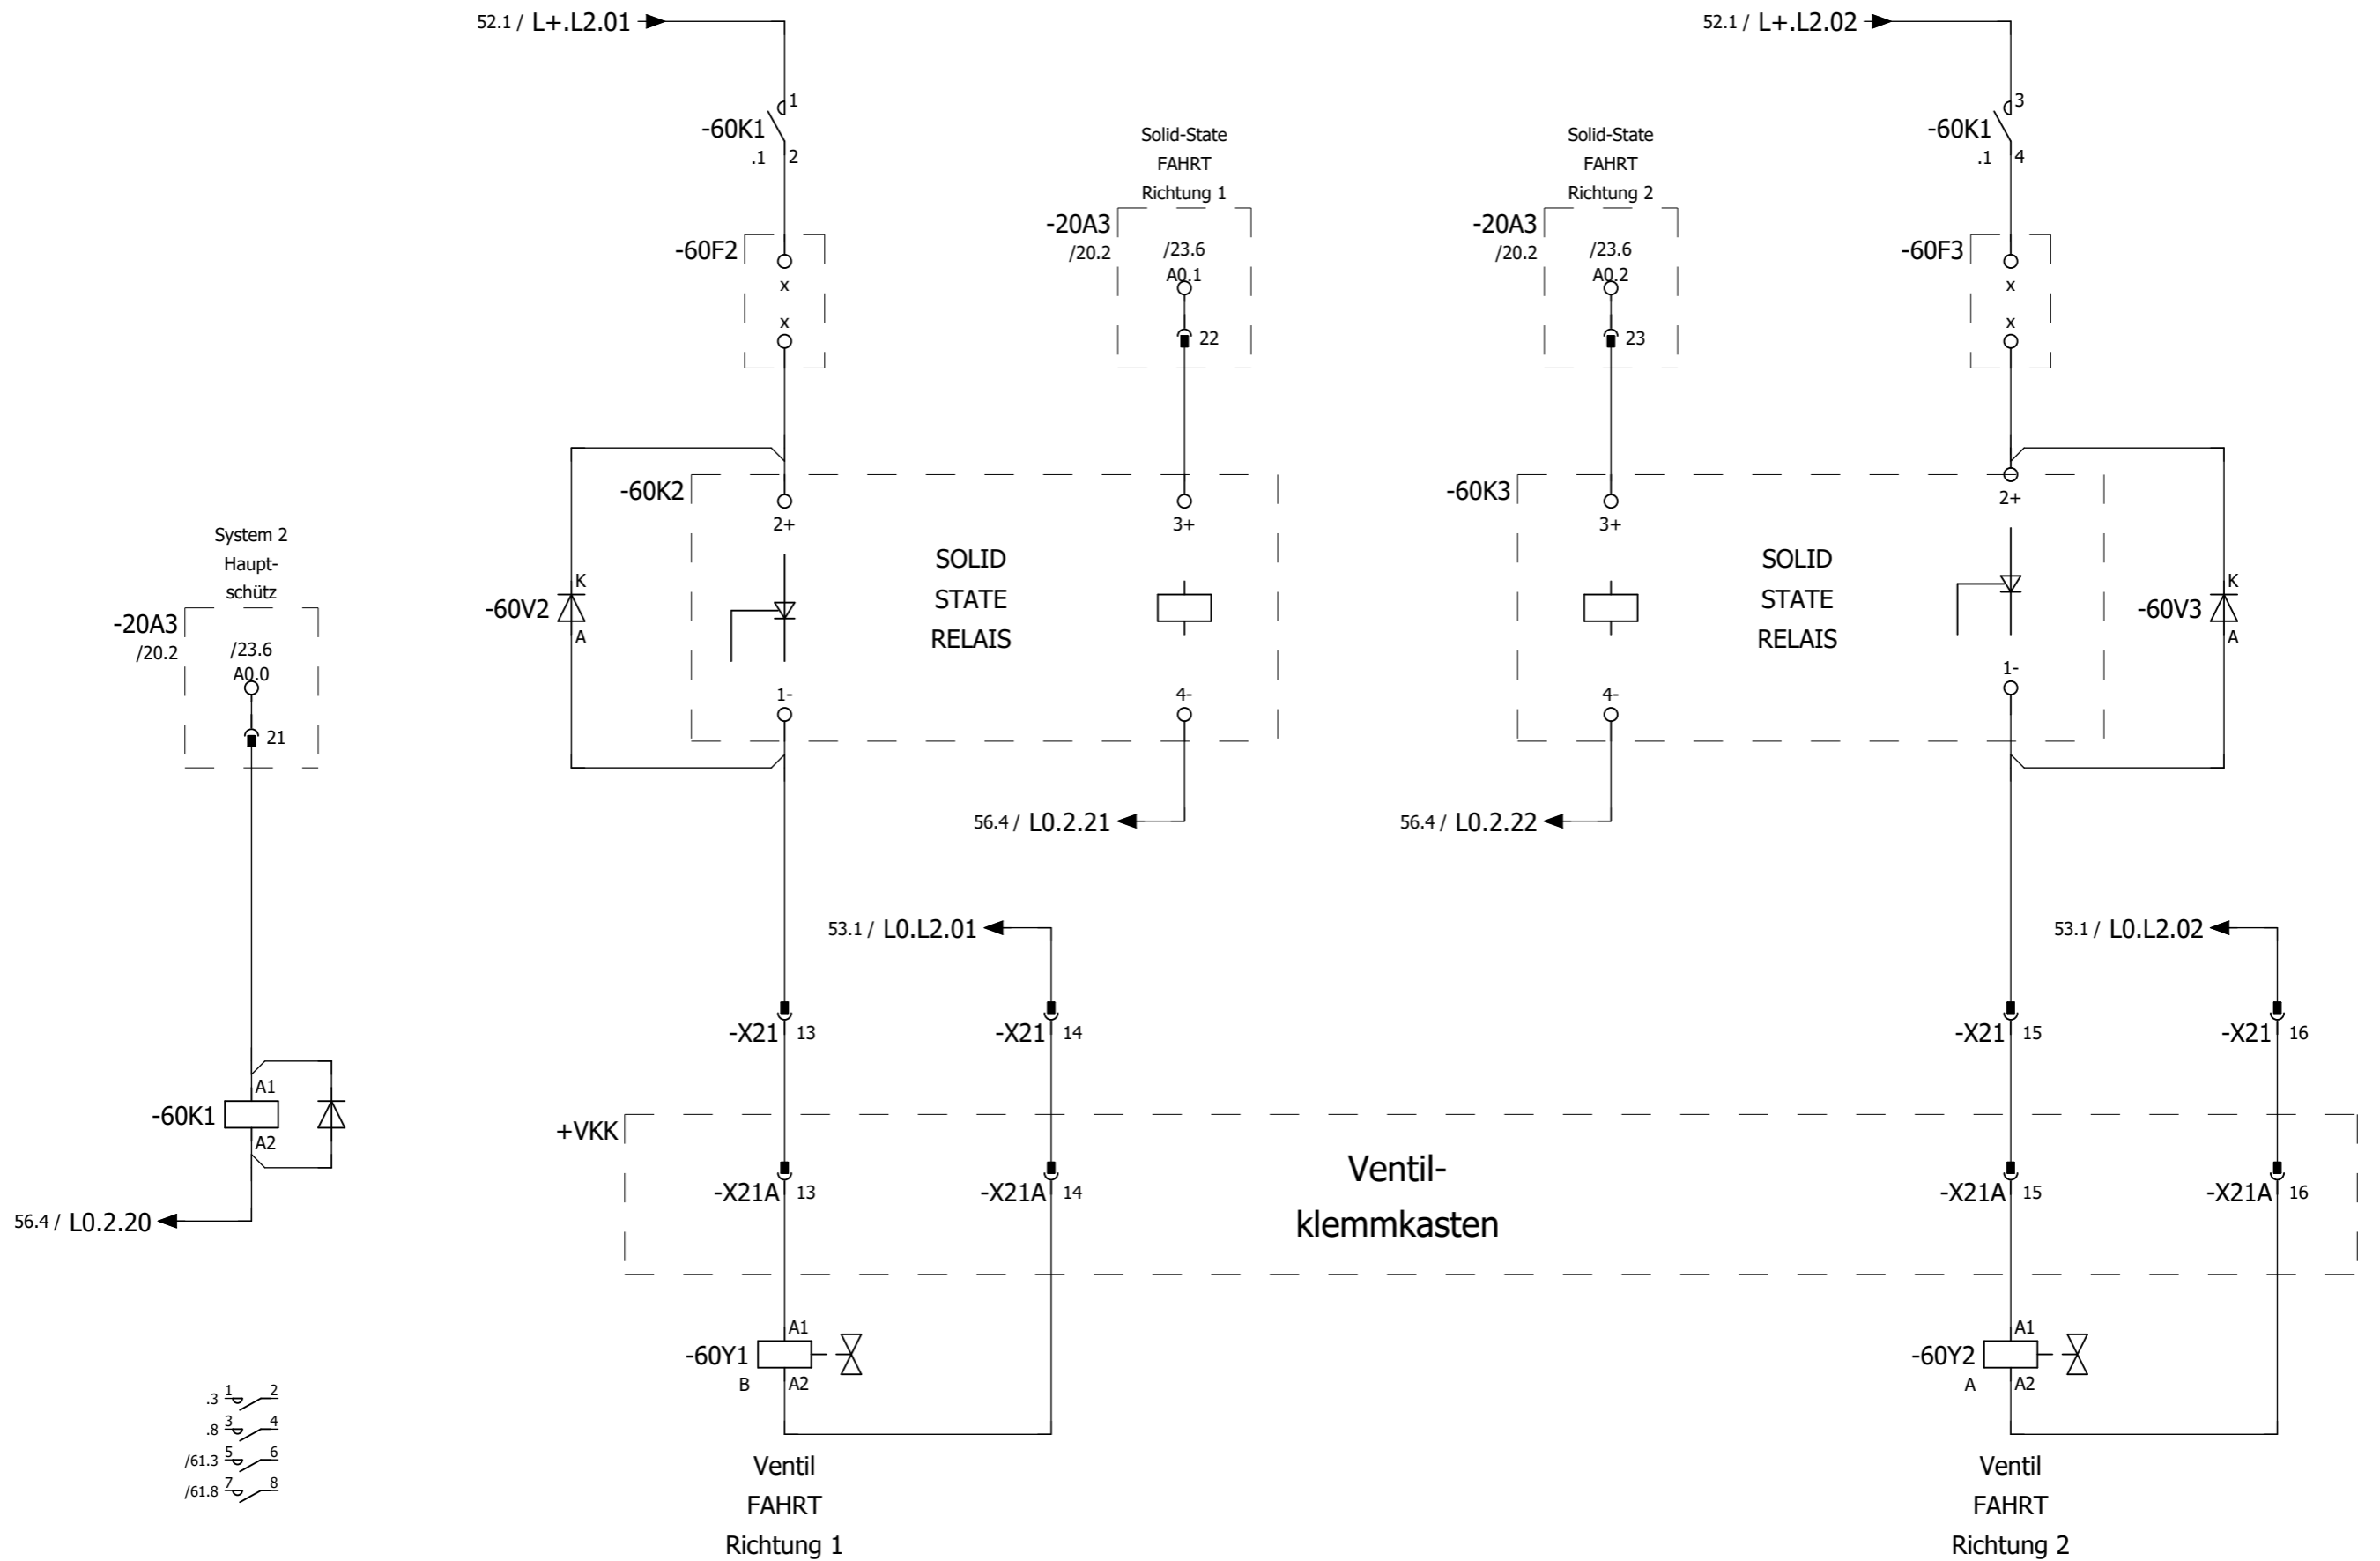 52.1 / L+.L2.01
52.1 / L+.L2.02
-60K1
1
.1
2
-60K1
3
.1
4
Solid-State
FAHRT
Richtung 1
-20A3
/20.2
/23.6
A0.1
22
Solid-State
FAHRT
Richtung 2
-20A3
/20.2
/23.6
A0.2
23
-60F2
x
x
-60F3
x
x
-60K2
2+
3+
SOLID
STATE
RELAIS
1-
4-
-60V2
K
A
-60K3
3+
2+
SOLID
STATE
RELAIS
4-
1-
-60V3
K
A
System 2
Haupt-
schütz
-20A3
/20.2
/23.6
A0.0
21
56.4 / L0.2.21
56.4 / L0.2.22
53.1 / L0.L2.01
53.1 / L0.L2.02
-X21 13
-X21 14
-X21 15
-X21 16
-60K1
A1
A2
56.4 / L0.2.20
+VKK
Ventil-
klemmkasten
-X21A 13
-X21A 14
-X21A 15
-X21A 16
-60Y1
B
A1
A2
-60Y2
A
A1
A2
.3 1 2
.8 3 4
/61.3 5 6
/61.8 7 8
Ventil
FAHRT
Richtung 1
Ventil
FAHRT
Richtung 2